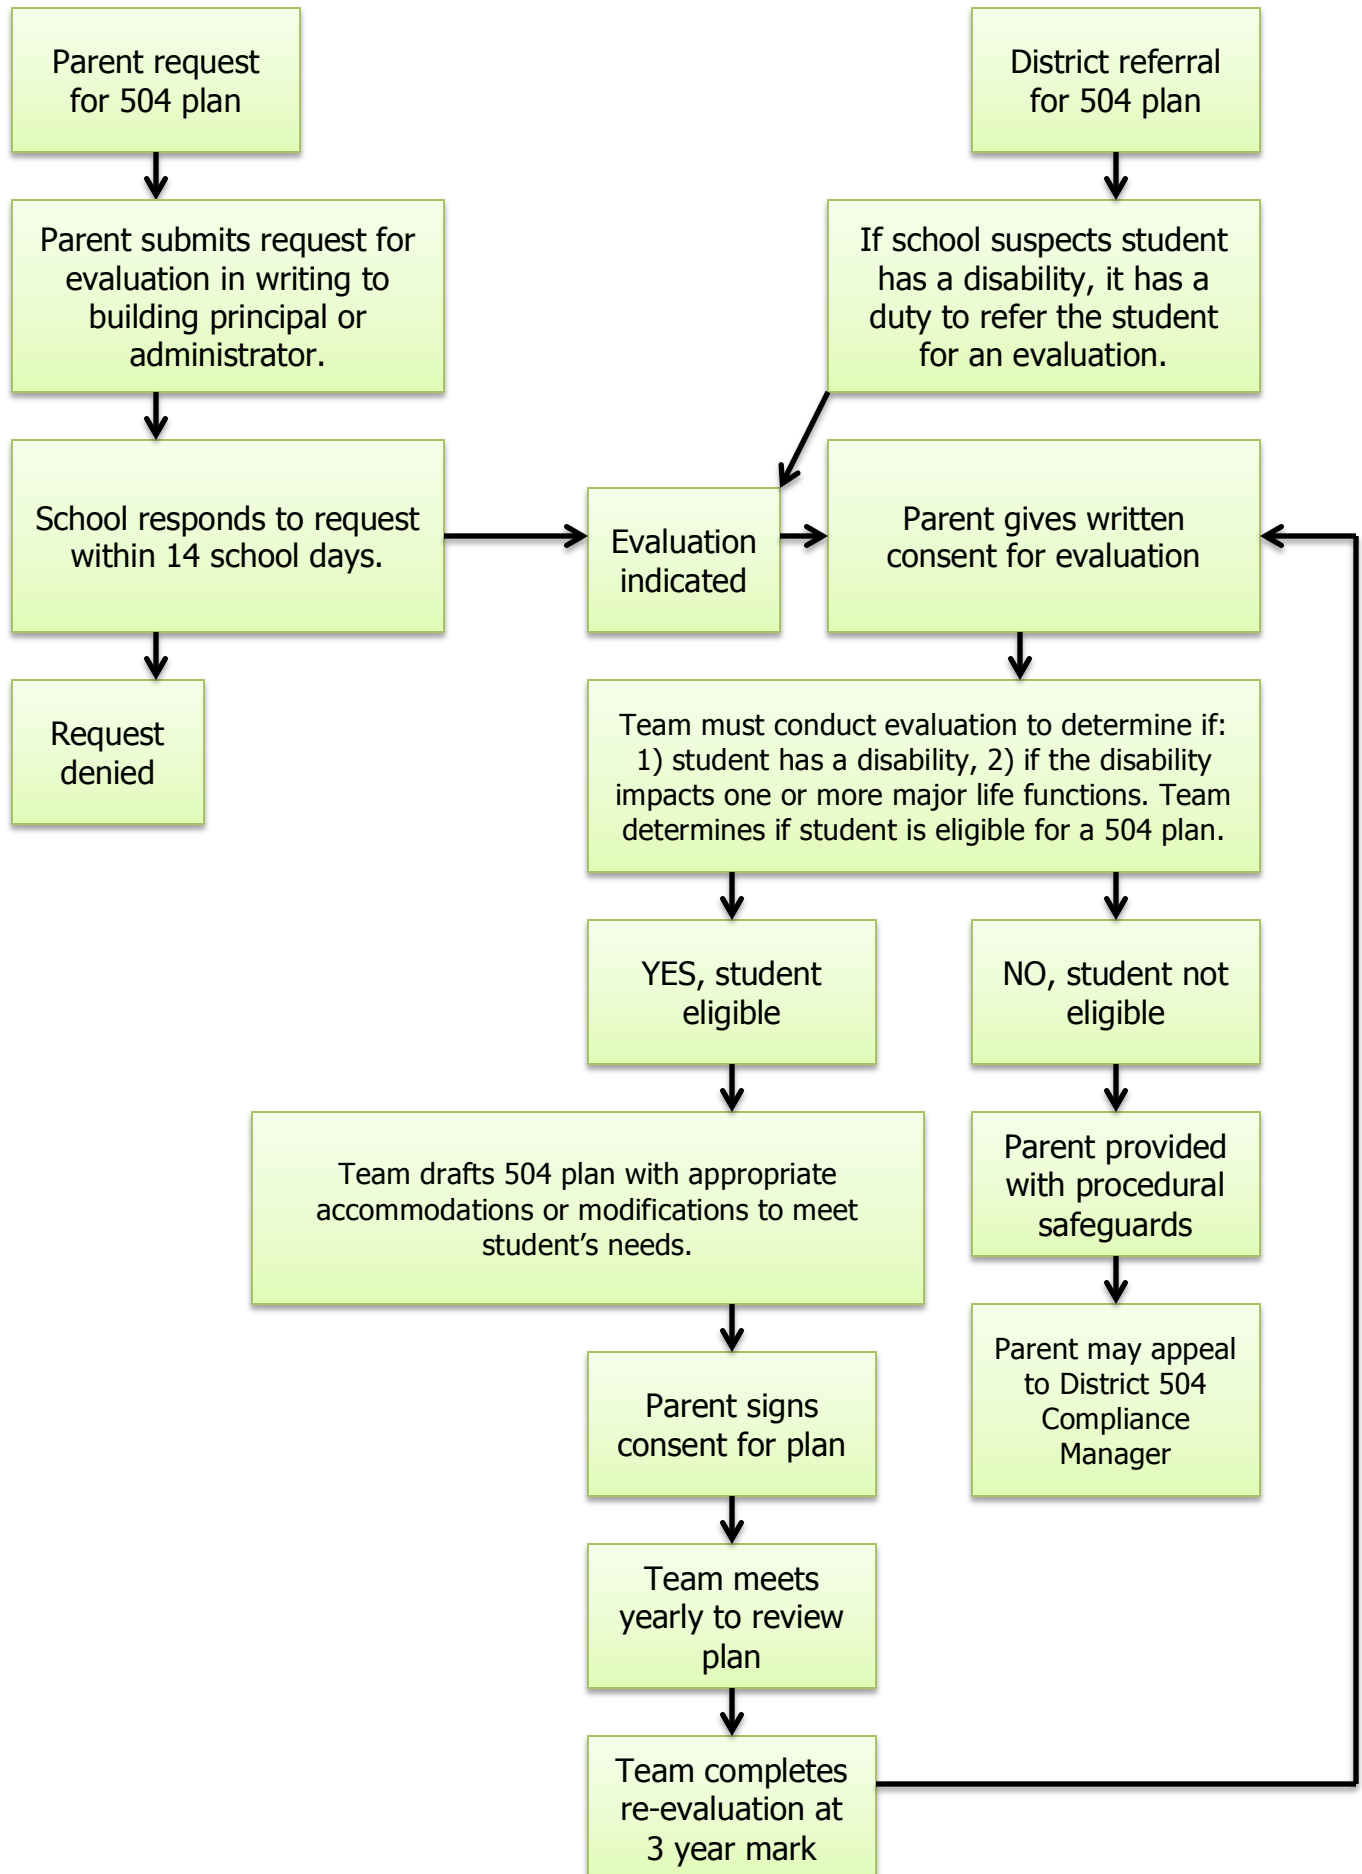 Parent request
for 504 plan
District referral
for 504 plan
Parent submits request for
evaluation in writing to
building principal or
administrator.
If school suspects student
has a disability, it has a
duty to refer the student
for an evaluation.
School responds to request
within 14 school days.
Evaluation
indicated
Parent gives written
consent for evaluation
Request
denied
Team must conduct evaluation to determine if:
1) student has a disability, 2) if the disability
impacts one or more major life functions. Team
determines if student is eligible for a 504 plan.
YES, student
eligible
NO, student not
eligible
Team drafts 504 plan with appropriate
accommodations or modifications to meet
student’s needs.
Parent provided
with procedural
safeguards
Parent signs
consent for plan
Parent may appeal
to District 504
Compliance
Manager
Team meets
yearly to review
plan
Team completes
re-evaluation at
3 year mark